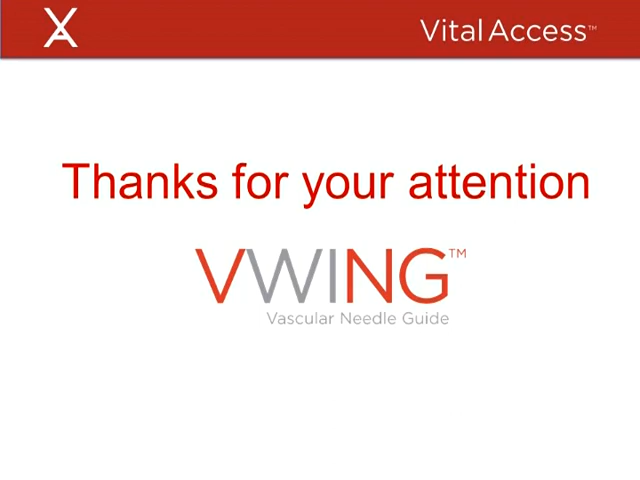 Vital Access™
Thanks for your attention
VWING™
Vascular Needle Guide